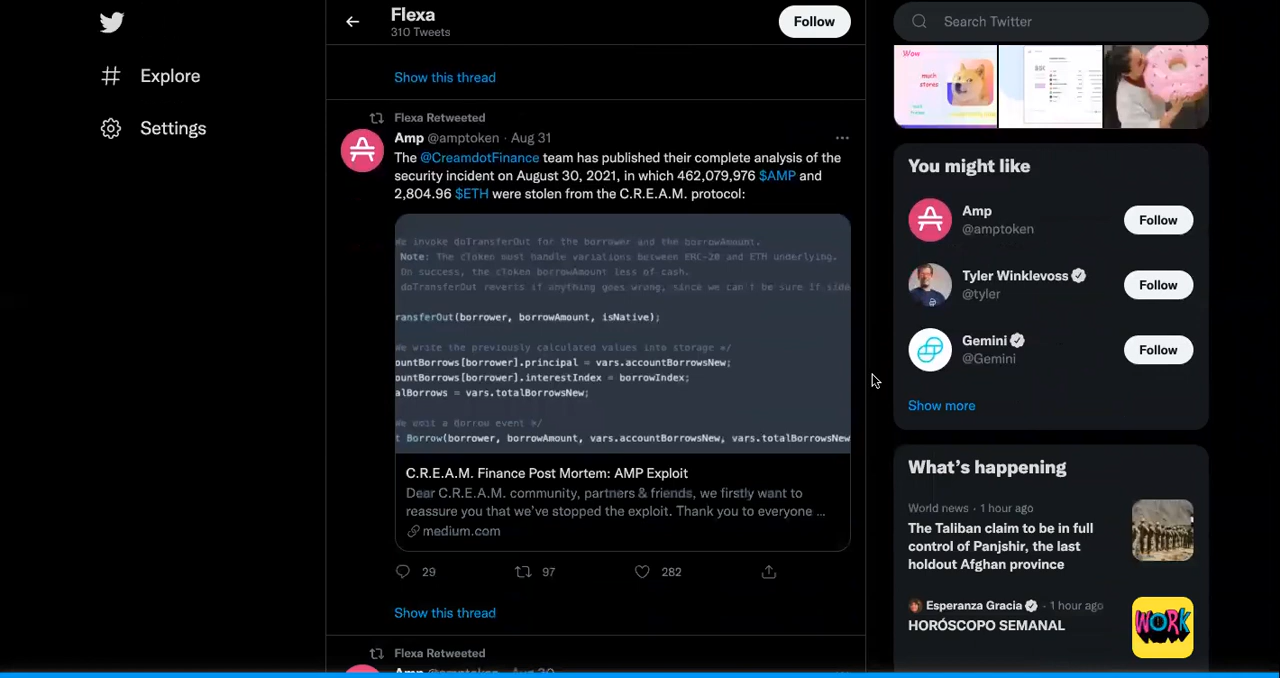 Flexa
310 Tweets
Follow
Search Twitter
Explore
Settings
Show this thread
Flexa Retweeted
Amp @amptoken · Aug 31
The @CreamdotFinance team has published their complete analysis of the
security incident on August 30, 2021, in which 462,079,976 $AMP and
2,804.96 $ETH were stolen from the C.R.E.A.M. protocol:
We invoke doTransferOut for the borrower and the borrowAmount.
Note: The cToken must handle variations between ERC-20 and ETH underlying.
On success, the cToken borrowAmount less of cash.
doTransferOut reverts if anything goes wrong, since we can't be sure if side
ransferOut(borrower, borrowAmount, isNative);
We write the previously calculated values into storage */
ountBorrows[borrower].principal = vars.accountBorrowsNew;
ountBorrows[borrower].interestIndex = borrowIndex;
alBorrows = vars.totalBorrowsNew;
We emit a Borrow event */
t Borrow(borrower, borrowAmount, vars.accountBorrowsNew, vars.totalBorrowsNew
C.R.E.A.M. Finance Post Mortem: AMP Exploit
Dear C.R.E.A.M. community, partners & friends, we firstly want to
reassure you that we've stopped the exploit. Thank you to everyone ...
medium.com
29
97
282
Show this thread
Flexa Retweeted
Amp @amptoken · Aug 30
Wow
much
stores
You might like
Amp
@amptoken
Follow
Tyler Winklevoss
@tyler
Follow
Gemini
@Gemini
Follow
Show more
What's happening
World news · 1 hour ago
The Taliban claim to be in full
control of Panjshir, the last
holdout Afghan province
Esperanza Gracia · 1 hour ago
HORÓSCOPO SEMANAL
WORK